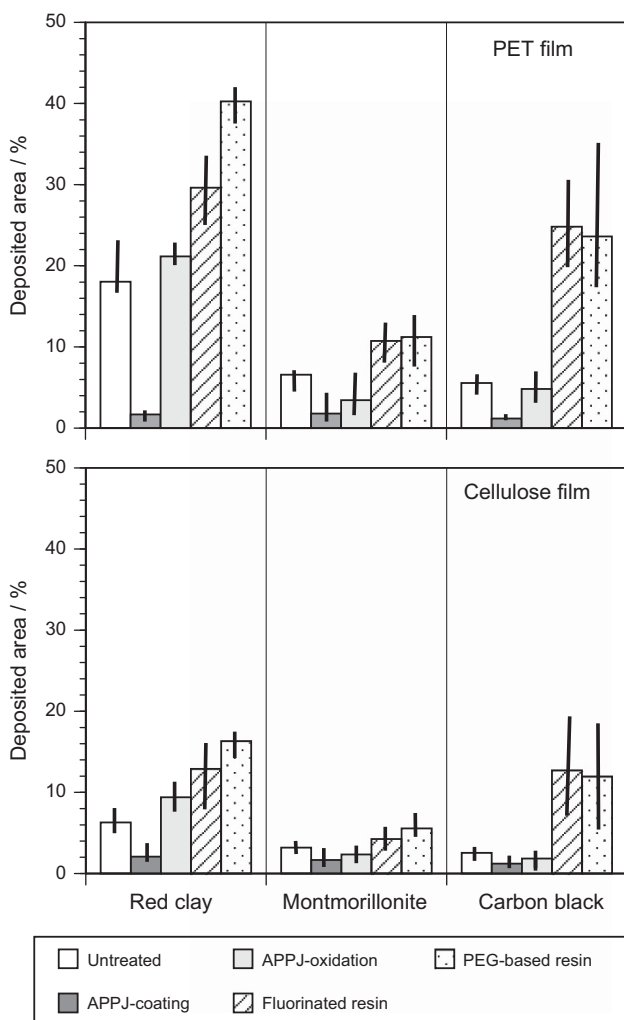 50
PET film
40
30
20
10
0
Deposited area / %
50
Cellulose film
40
30
20
10
0
Deposited area / %
Red clay Montmorillonite Carbon black
Untreated APPJ-oxidation PEG-based resin
APPJ-coating Fluorinated resin